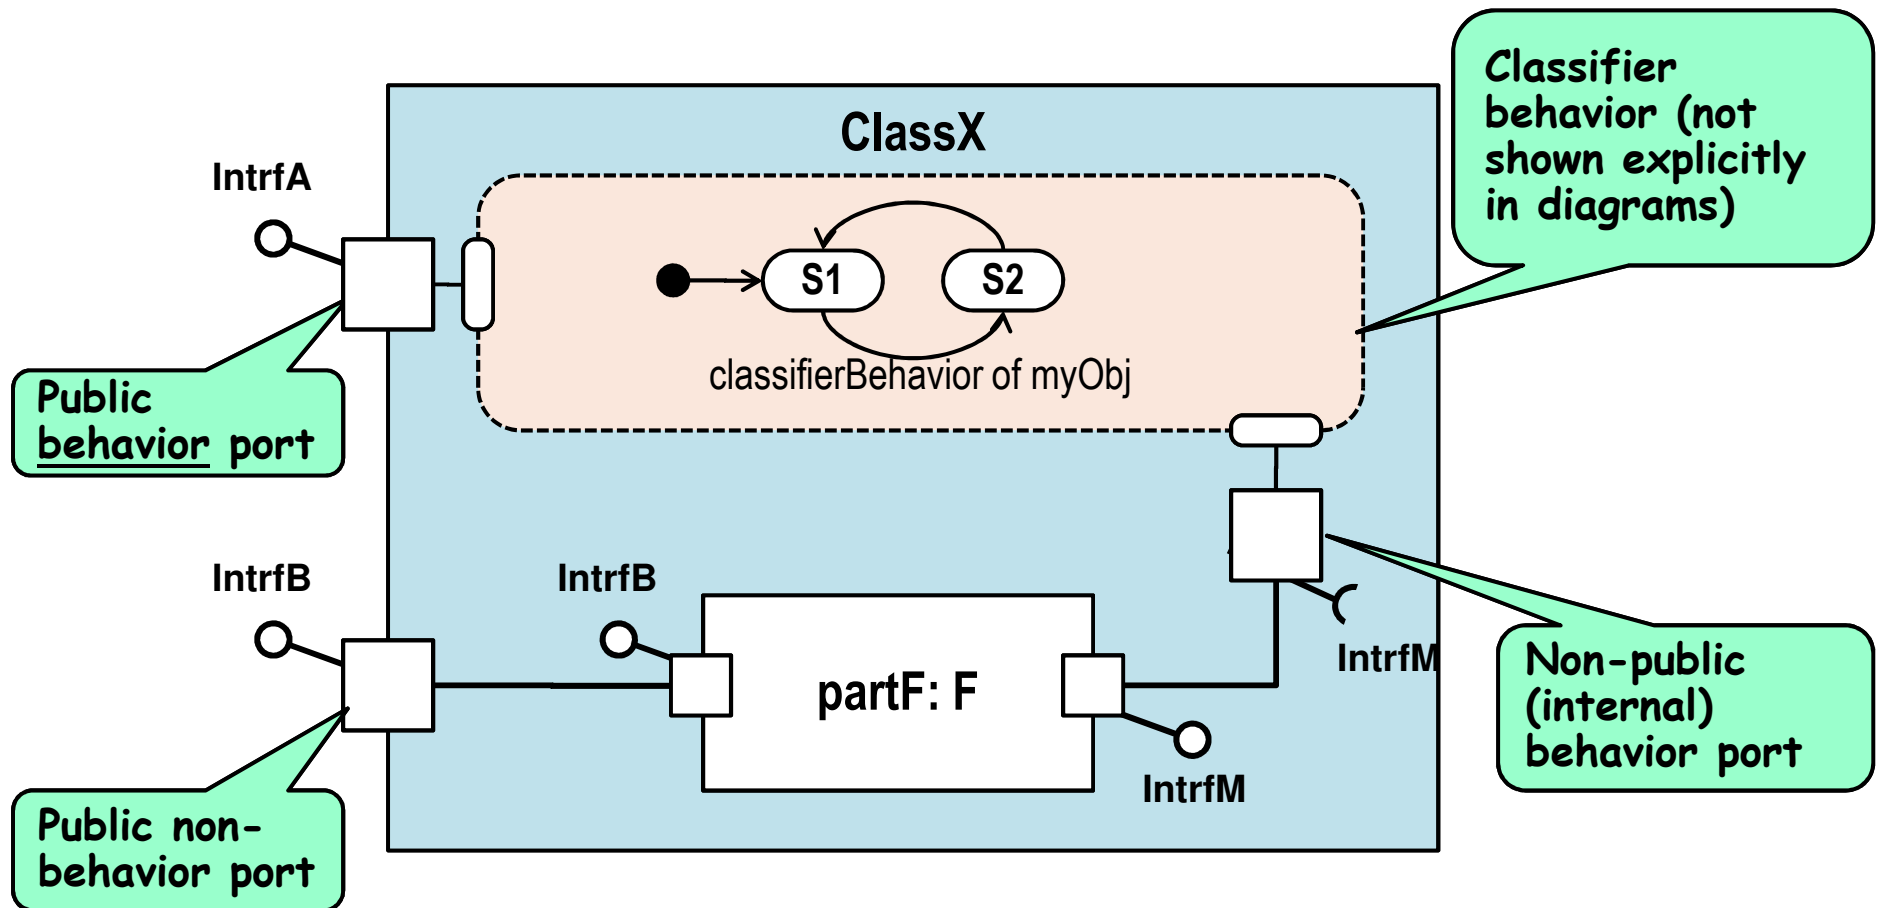 Classifier
behavior (not
shown explicitly
in diagrams)
ClassX
IntrfA
S1
S2
classifierBehavior of myObj
Public
behavior port
IntrfB
IntrfB
partF: F
IntrfM
IntrfM
Non-public
(internal)
behavior port
Public non-
behavior port